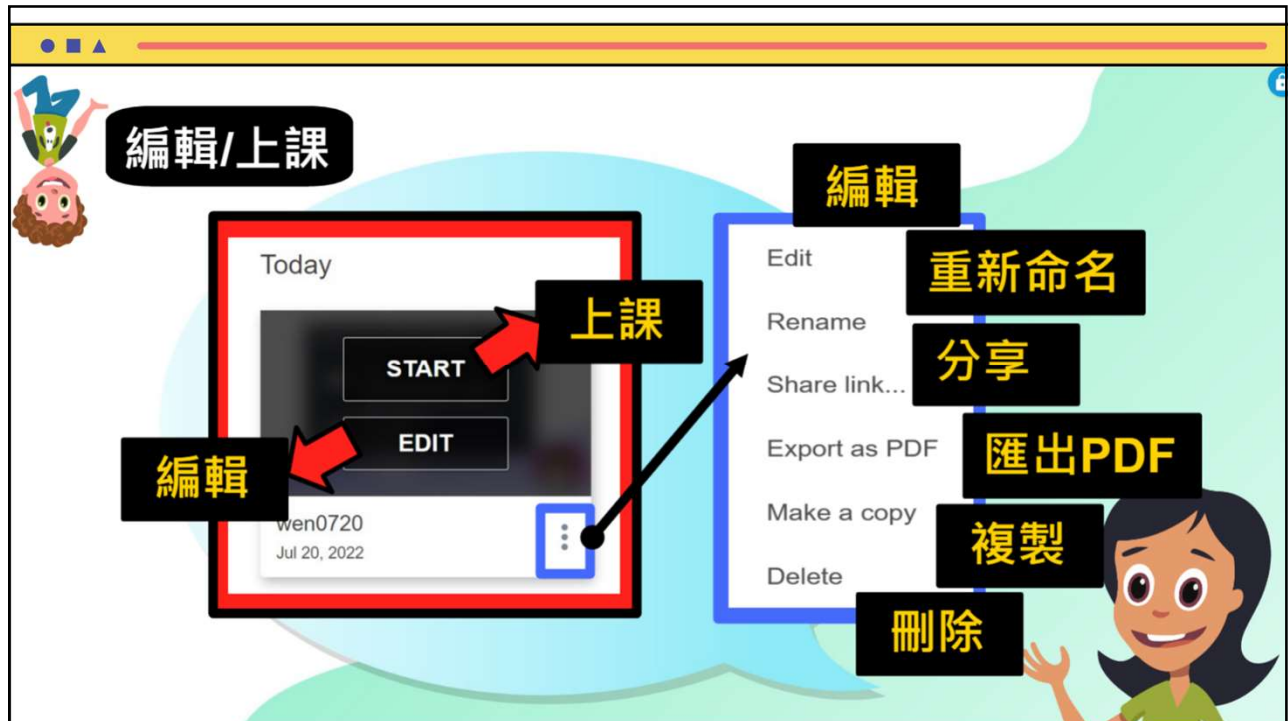 編輯/上課
Today
START
上課
EDIT
編輯
wen0720
Jul 20, 2022
編輯
Edit
重新命名
Rename
分享
Share link...
Export as PDF
匯出PDF
Make a copy
複製
Delete
刪除